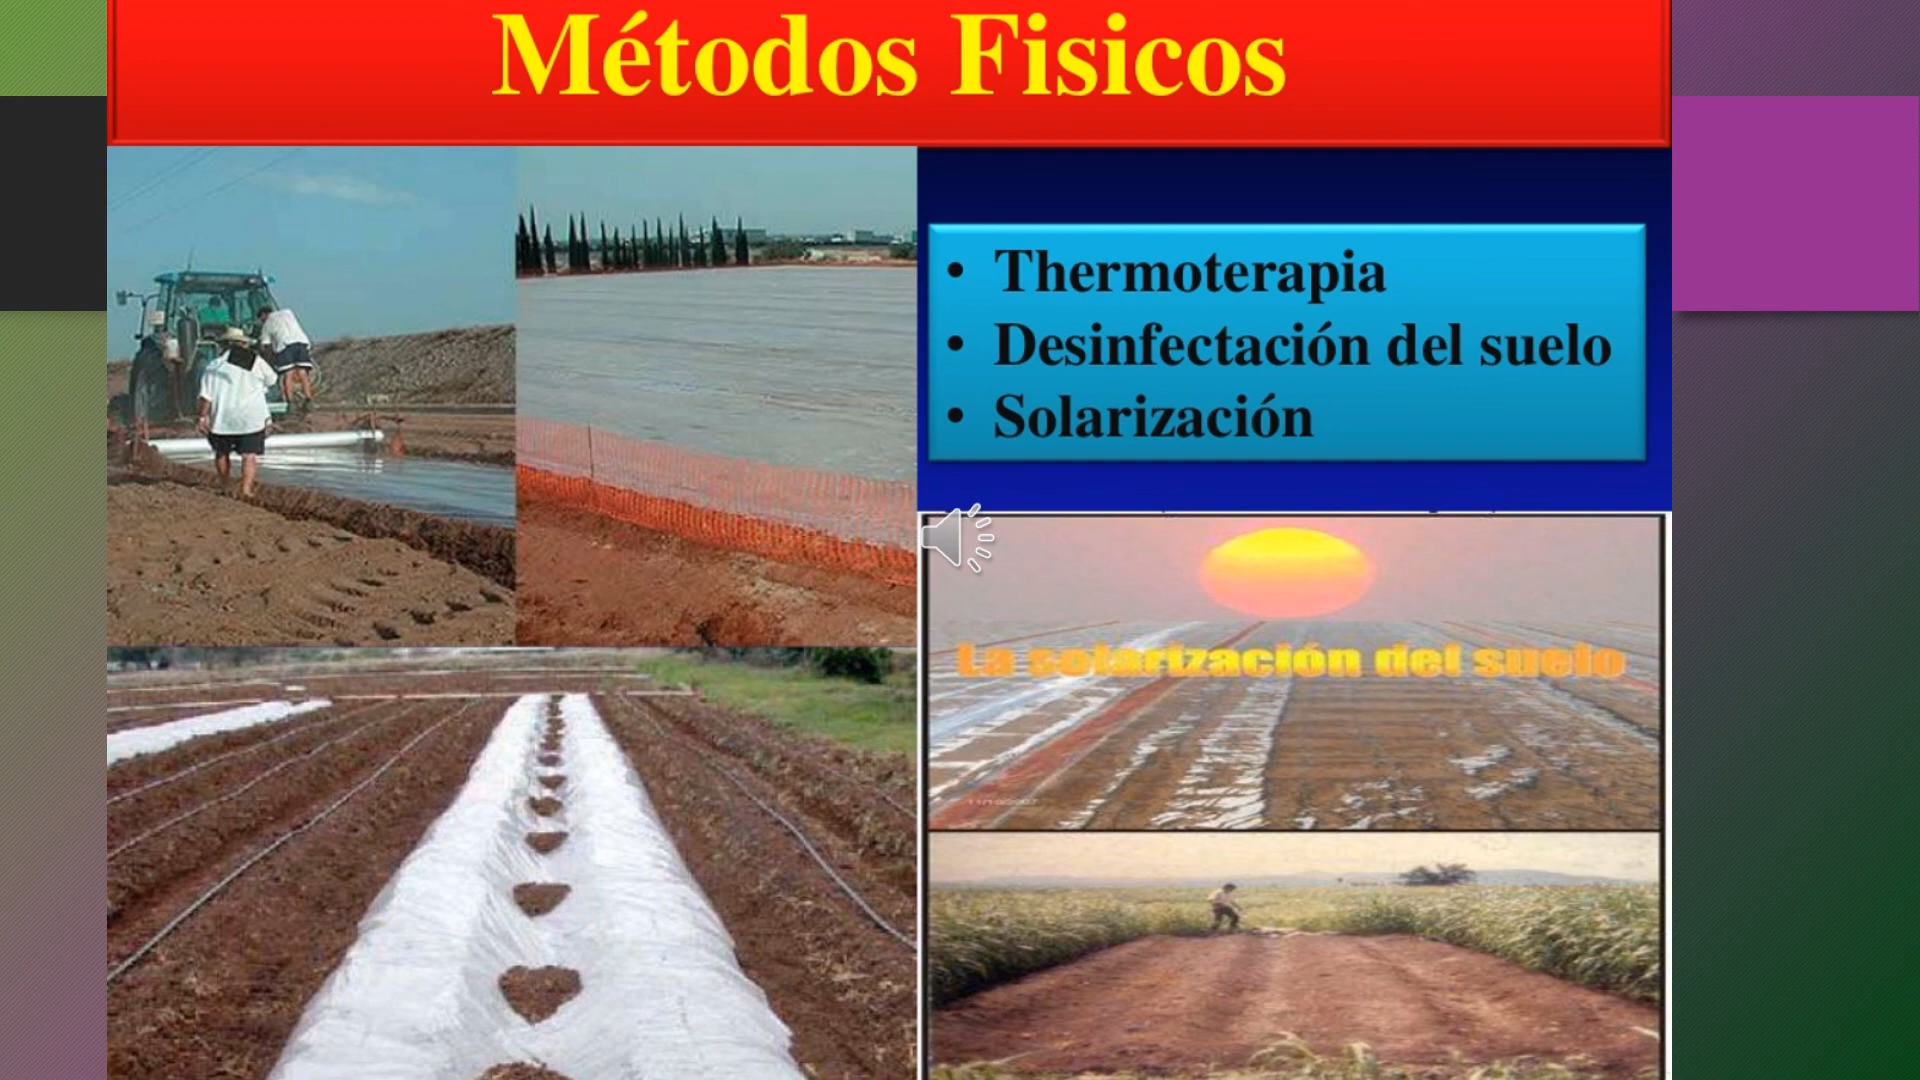 Métodos Fisicos
• Thermoterapia
• Desinfectación del suelo
• Solarización
La solarización del suelo